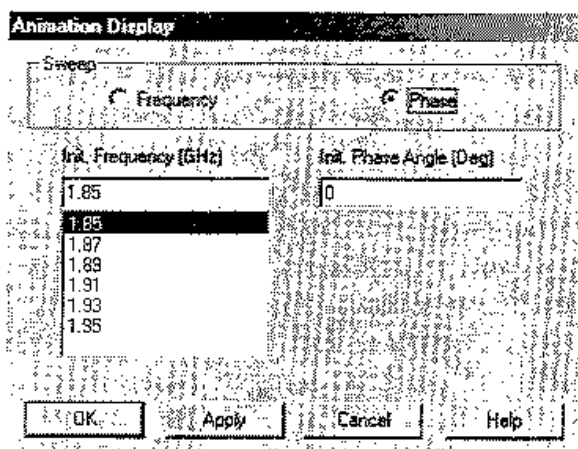 Animation Display
Sweep
Frequency Phase
Init. Frequency [GHz] Init. Phase Angle [Deg]
1.85 0
1.85
1.87
1.89
1.91
1.93
1.95
OK Apply Cancel Help